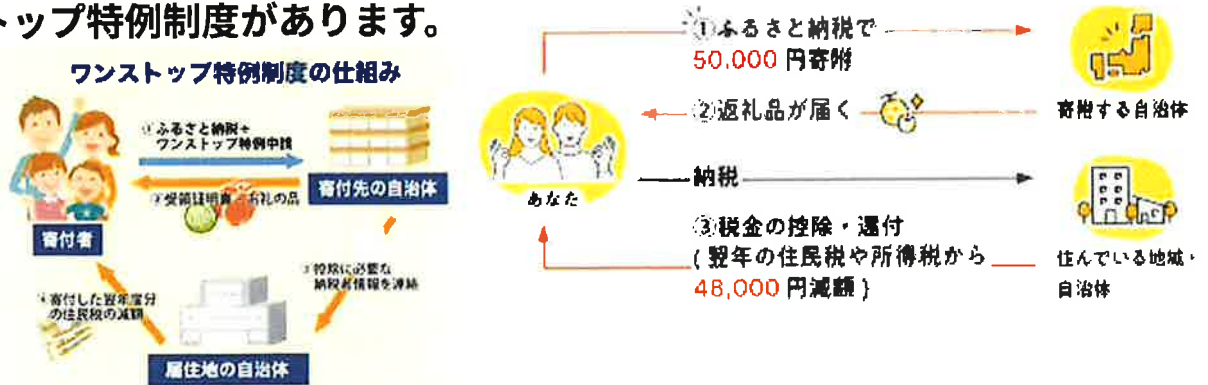 トップ特例制度があります。
ワンストップ特例制度の仕組み
①ふるさと納税+
ワンストップ特例申請
寄付先の自治体
②受領証明書・お礼の品
寄付者
③控除に必要な
納税者情報を連絡
④寄付した翌年度分
の住民税の減額
居住地の自治体
①ふるさと納税で
50,000 円寄附
②返礼品が届く
寄附する自治体
あなた
納税
③税金の控除・還付
(翌年の住民税や所得税から
48,000 円減額)
住んでいる地域・
自治体